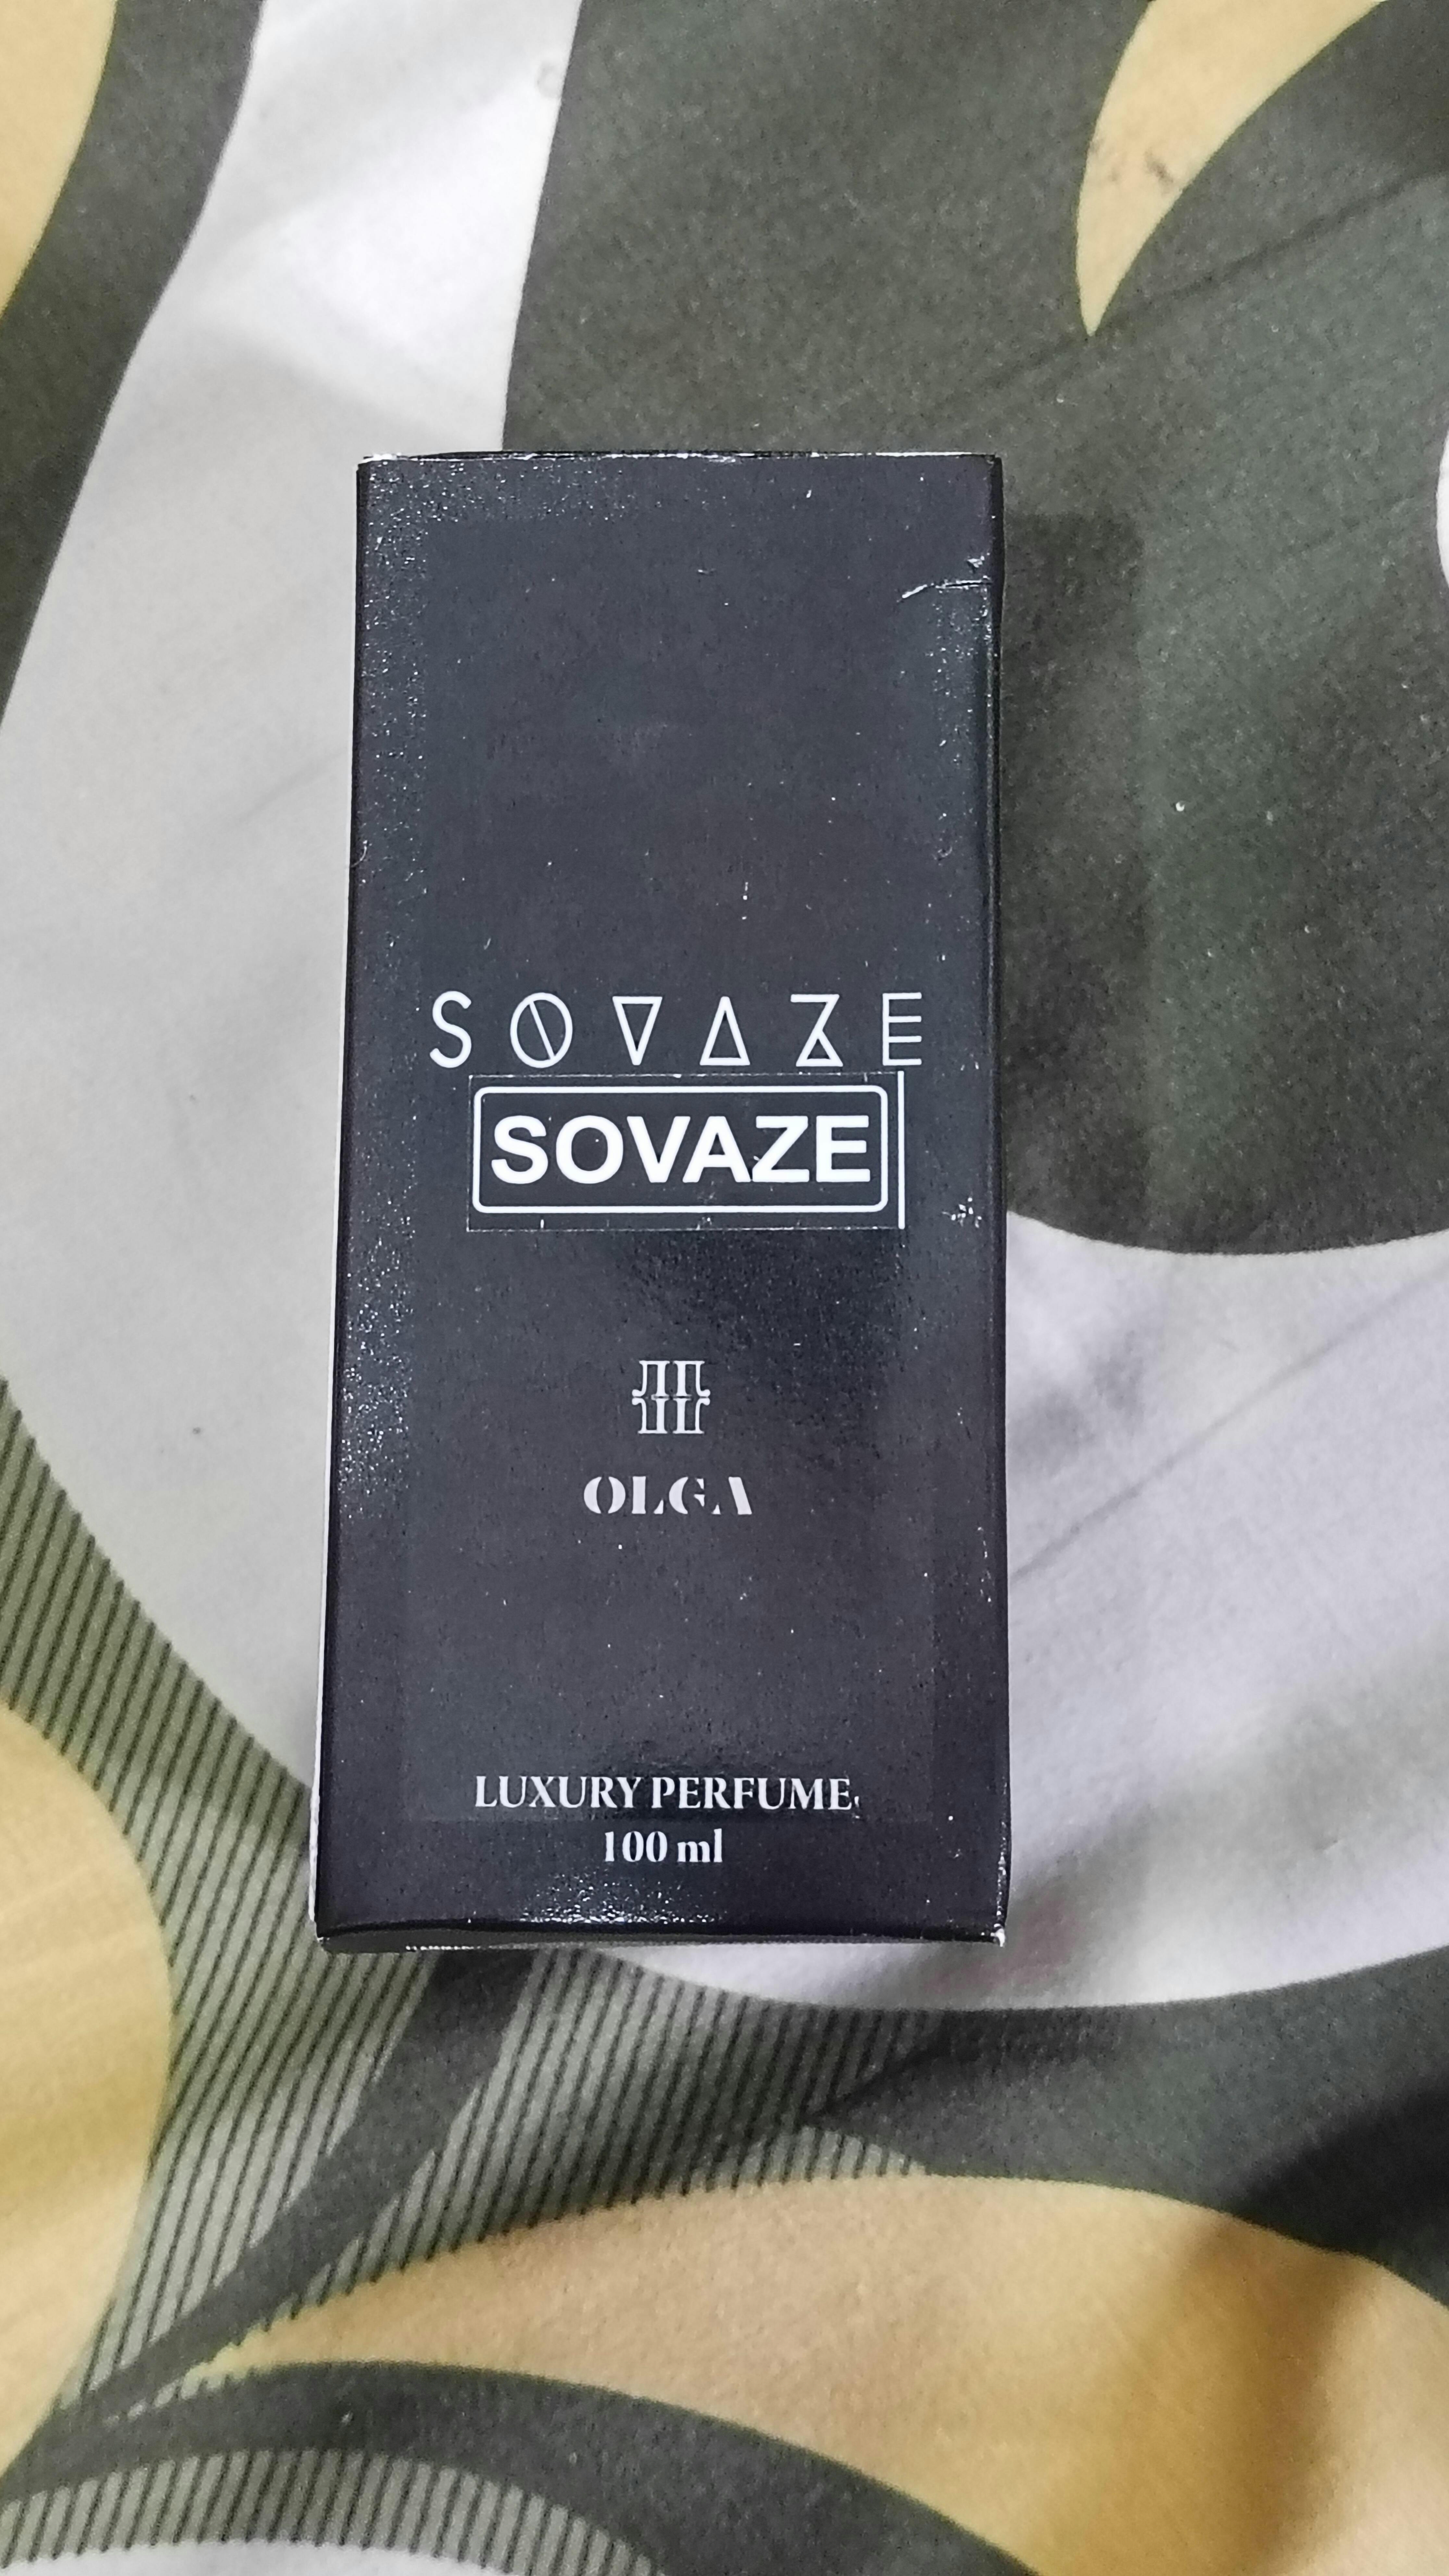 SOVAZE
SOVAZE
OLGA
LUXURY PERFUME
100 ml